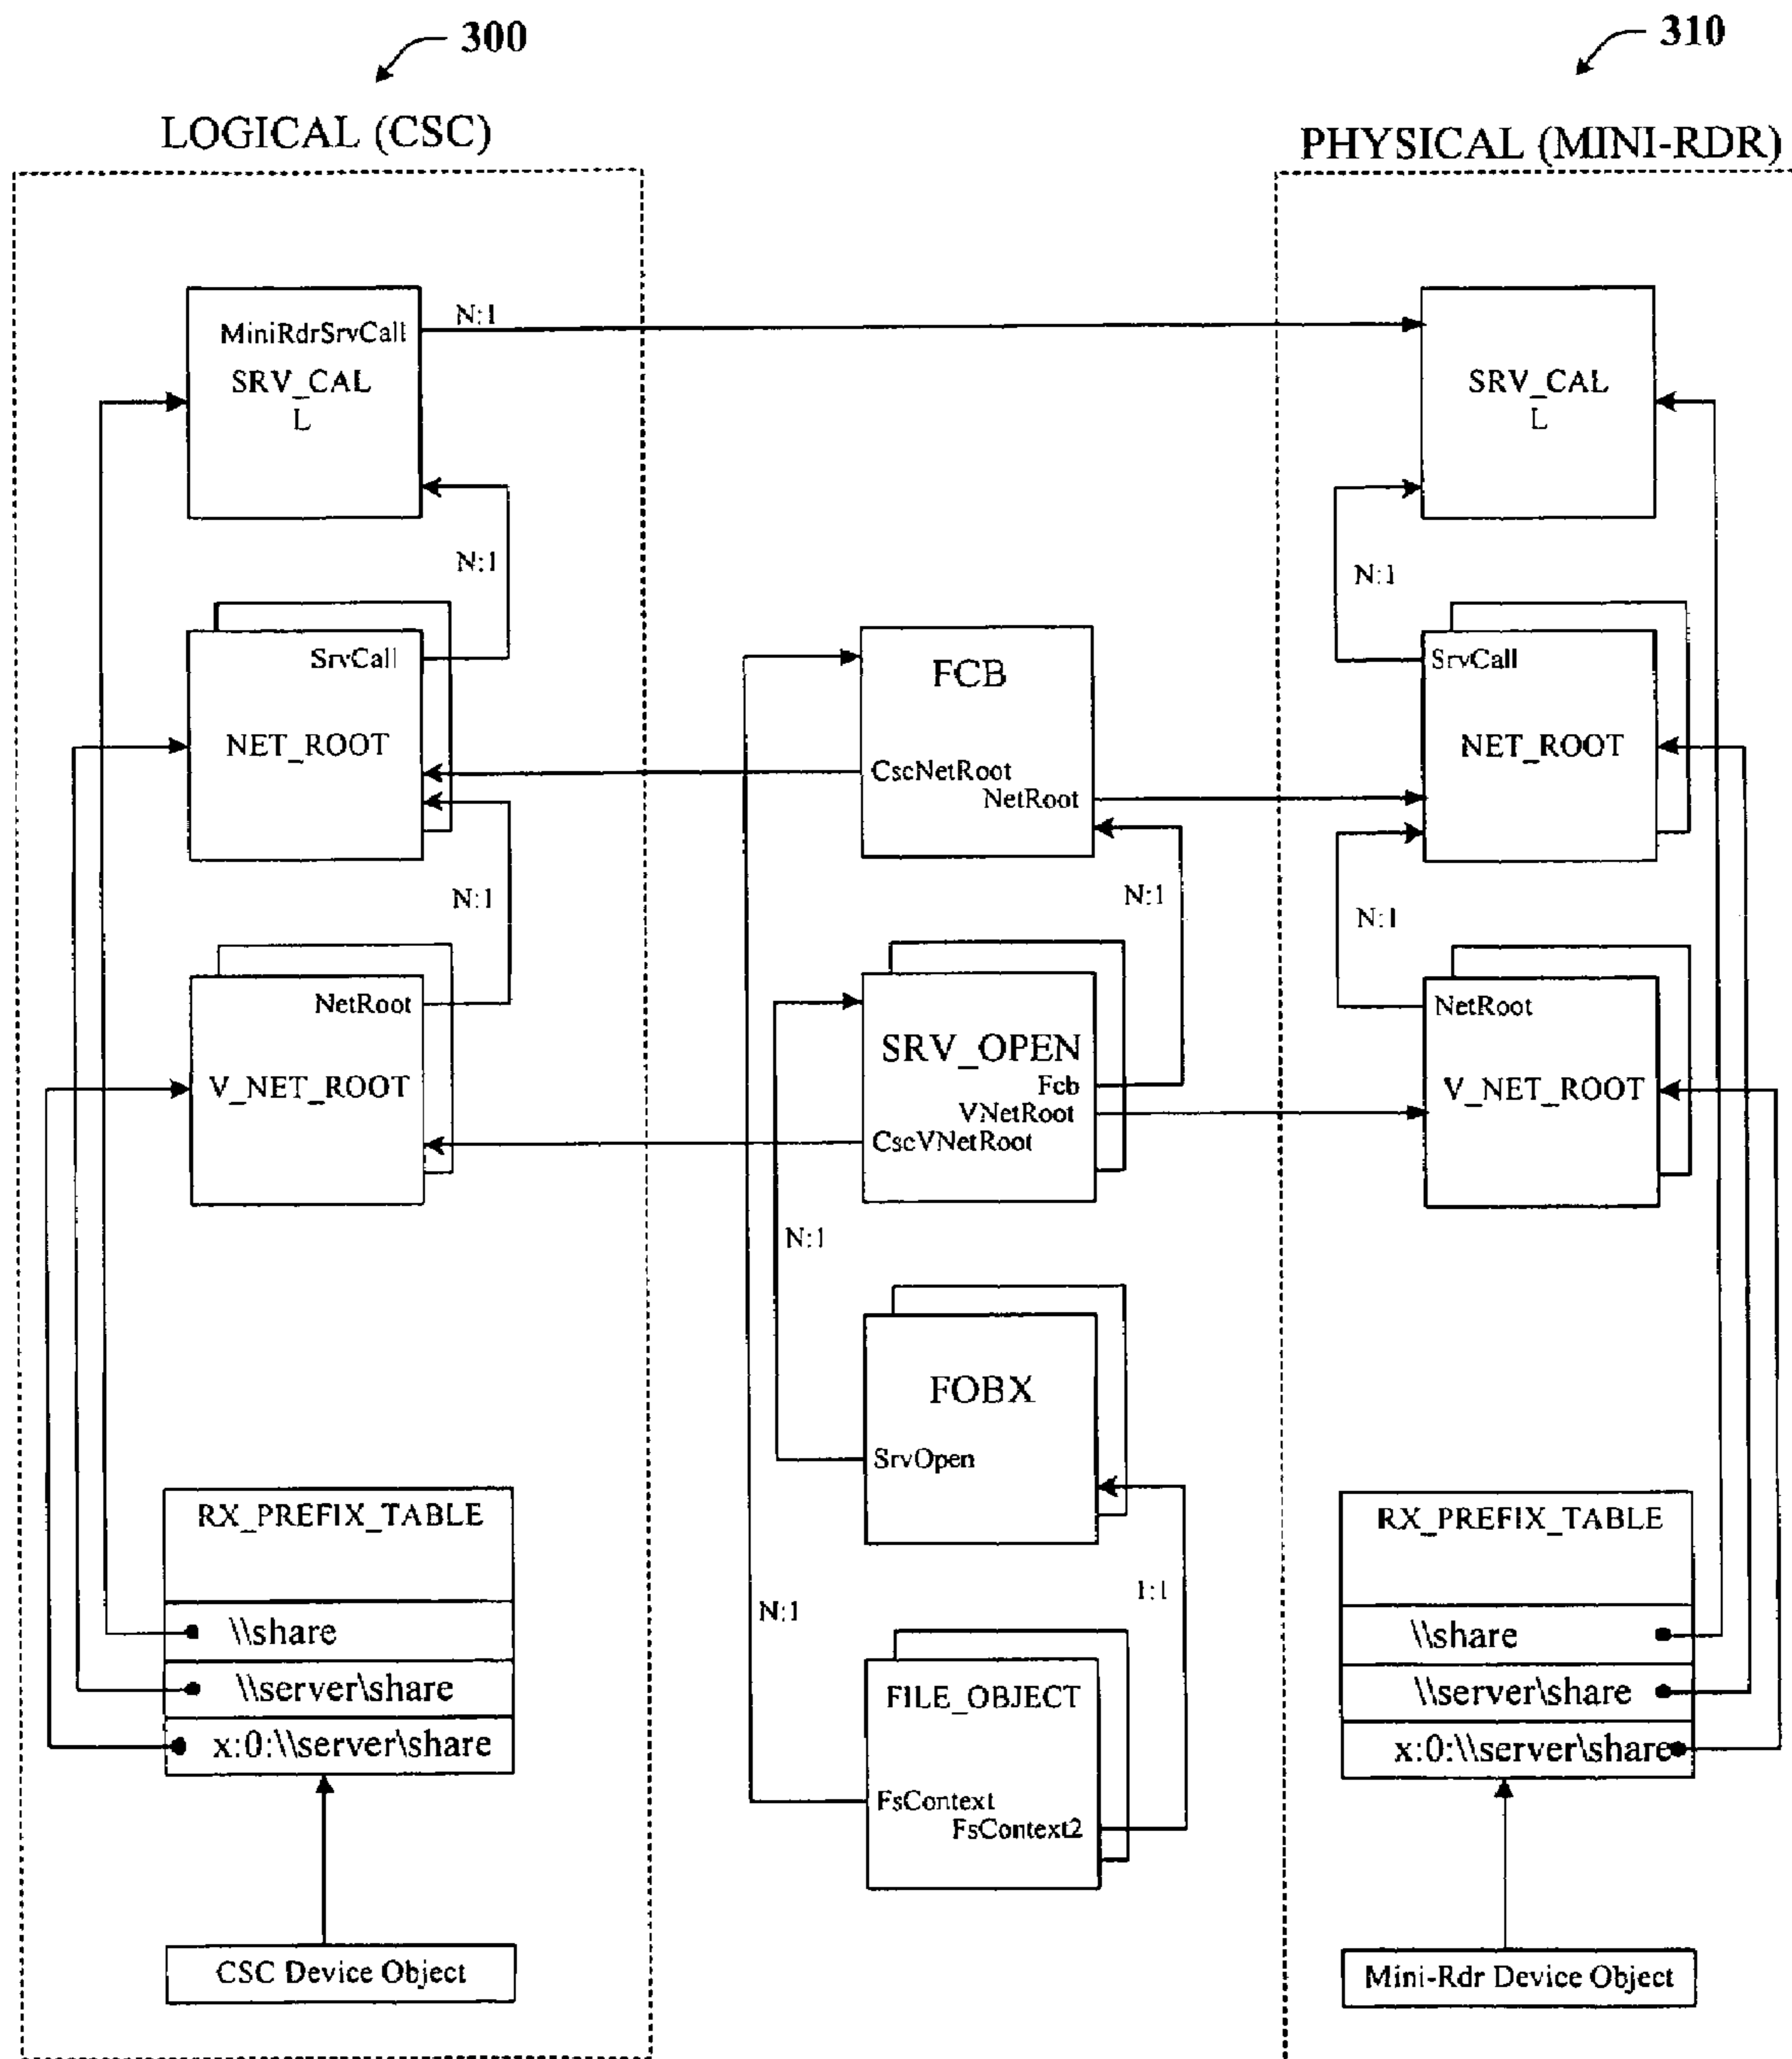 300
310
LOGICAL (CSC)
PHYSICAL (MINI-RDR)
MiniRdrSrvCall
SRV_CAL
L
N:1
SRV_CAL
L
N:1
N:1
SrvCall
NET_ROOT
FCB
CscNetRoot
NetRoot
SrvCall
NET_ROOT
N:1
N:1
N:1
NetRoot
V_NET_ROOT
SRV_OPEN
Fcb
VNetRoot
CscVNetRoot
NetRoot
V_NET_ROOT
N:1
FOBX
SrvOpen
RX_PREFIX_TABLE
\\share
\\server\share
x:0:\\server\share
N:1
1:1
RX_PREFIX_TABLE
\\share
\\server\share
x:0:\\server\share
FILE_OBJECT
FsContext
FsContext2
CSC Device Object
Mini-Rdr Device Object